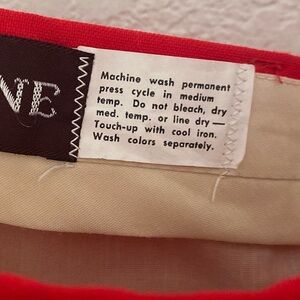 NE
Machine wash permanent
press cycle in medium
temp. Do not bleach, dry
med. temp. or line dry —
Touch-up with cool iron.
Wash colors separately.